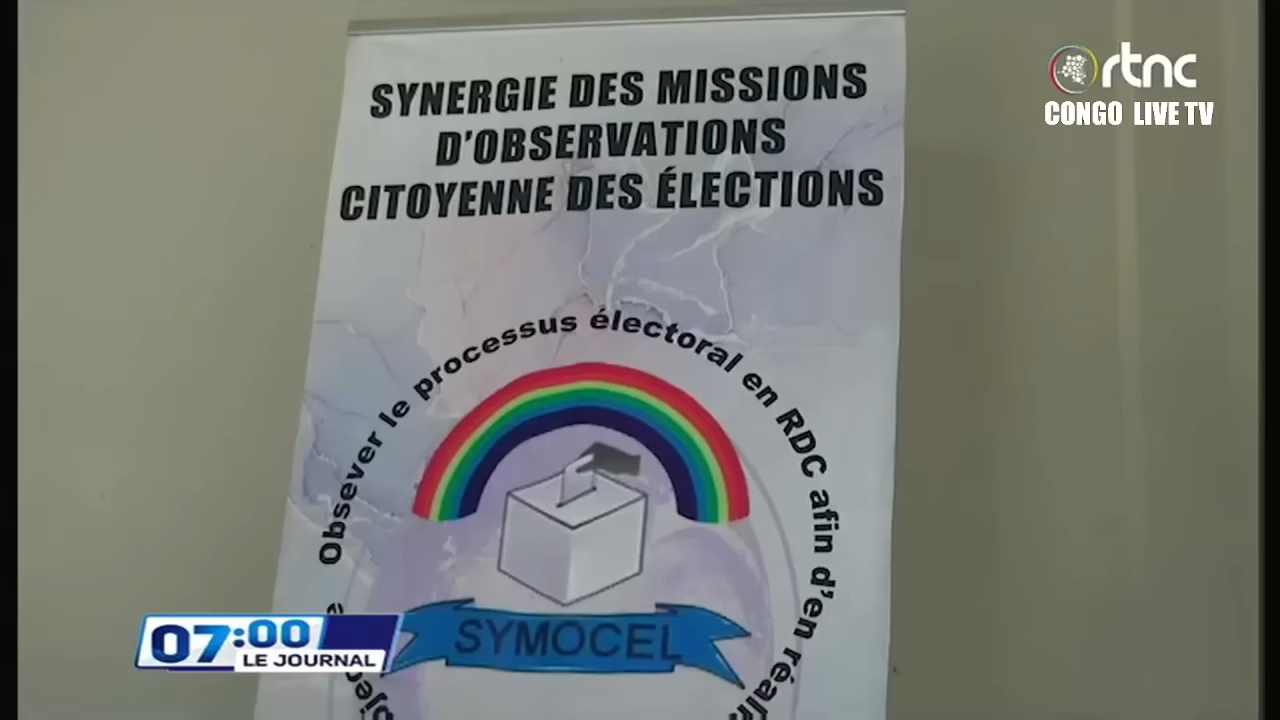 SYNERGIE DES MISSIONS
D'OBSERVATIONS
CITOYENNE DES ÉLECTIONS
Obsever le processus électoral en RDC afin d'en
SYMOCEL
rtnc
CONGO LIVE TV
07:00
LE JOURNAL